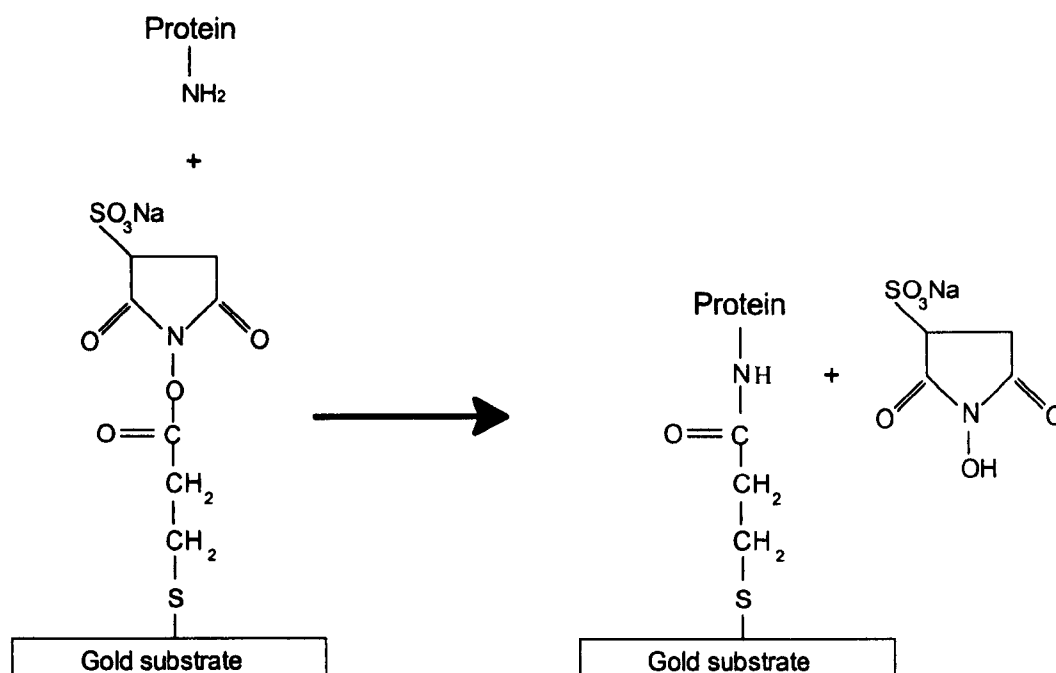 Protein
NH2
+
SO3Na
O
N
O
O
O=C
CH2
CH2
S
Gold substrate
Protein
NH
O=C
CH2
CH2
S
Gold substrate
+
SO3Na
O
N
O
OH